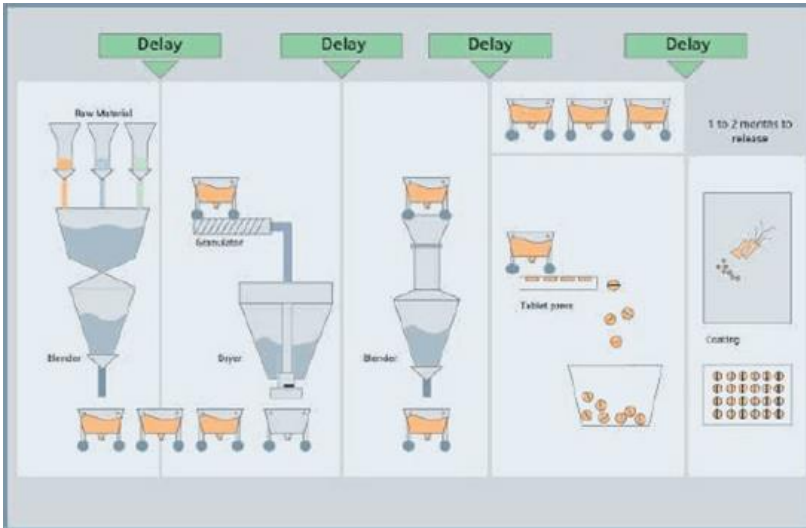 Delay
Delay
Delay
Delay
Raw Material
1 to 2 months to
release
Granulator
Tablet press
Blender
Dryer
Blender
Coating